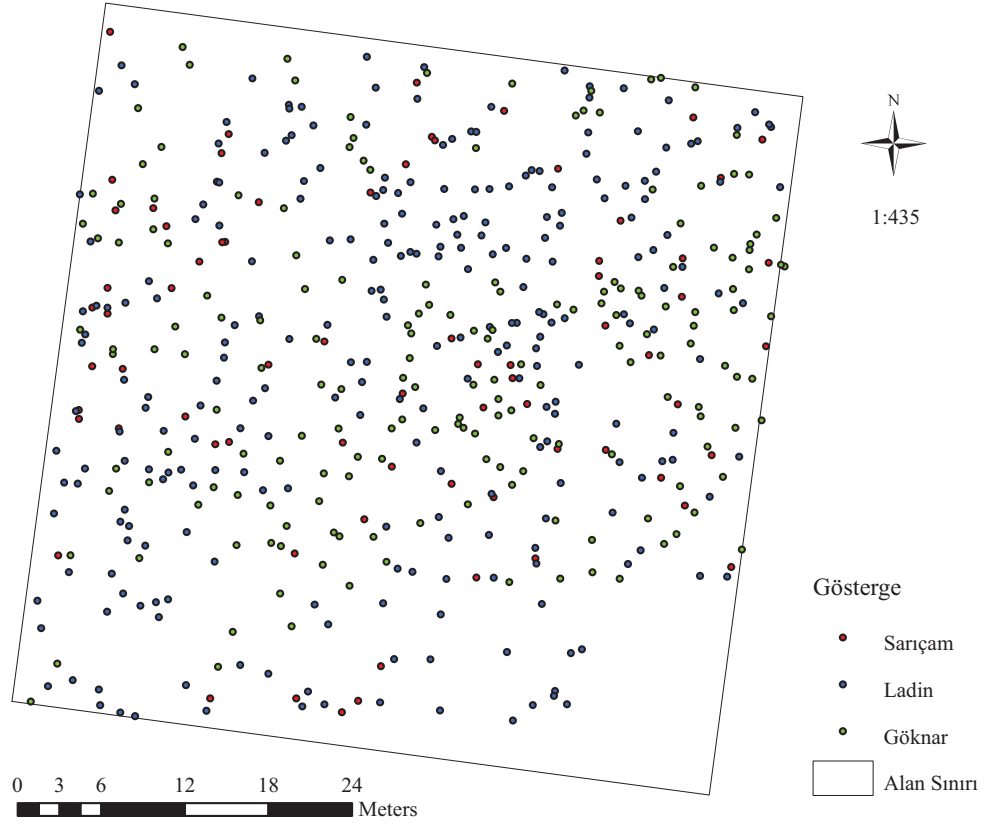 N
1:435
Gösterge
Sarıçam
Ladin
Göknar
Alan Sınırı
0 3 6 12 18 24
Meters